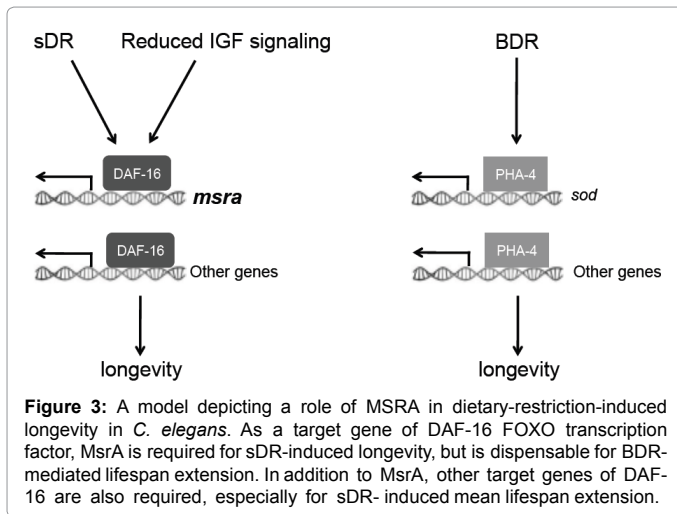 sDR Reduced IGF signaling BDR
DAF-16 PHA-4
msra sod
DAF-16 PHA-4
Other genes Other genes
longevity longevity
Figure 3: A model depicting a role of MSRA in dietary-restriction-induced
longevity in C. elegans. As a target gene of DAF-16 FOXO transcription
factor, MsrA is required for sDR-induced longevity, but is dispensable for BDR-
mediated lifespan extension. In addition to MsrA, other target genes of DAF-
16 are also required, especially for sDR- induced mean lifespan extension.